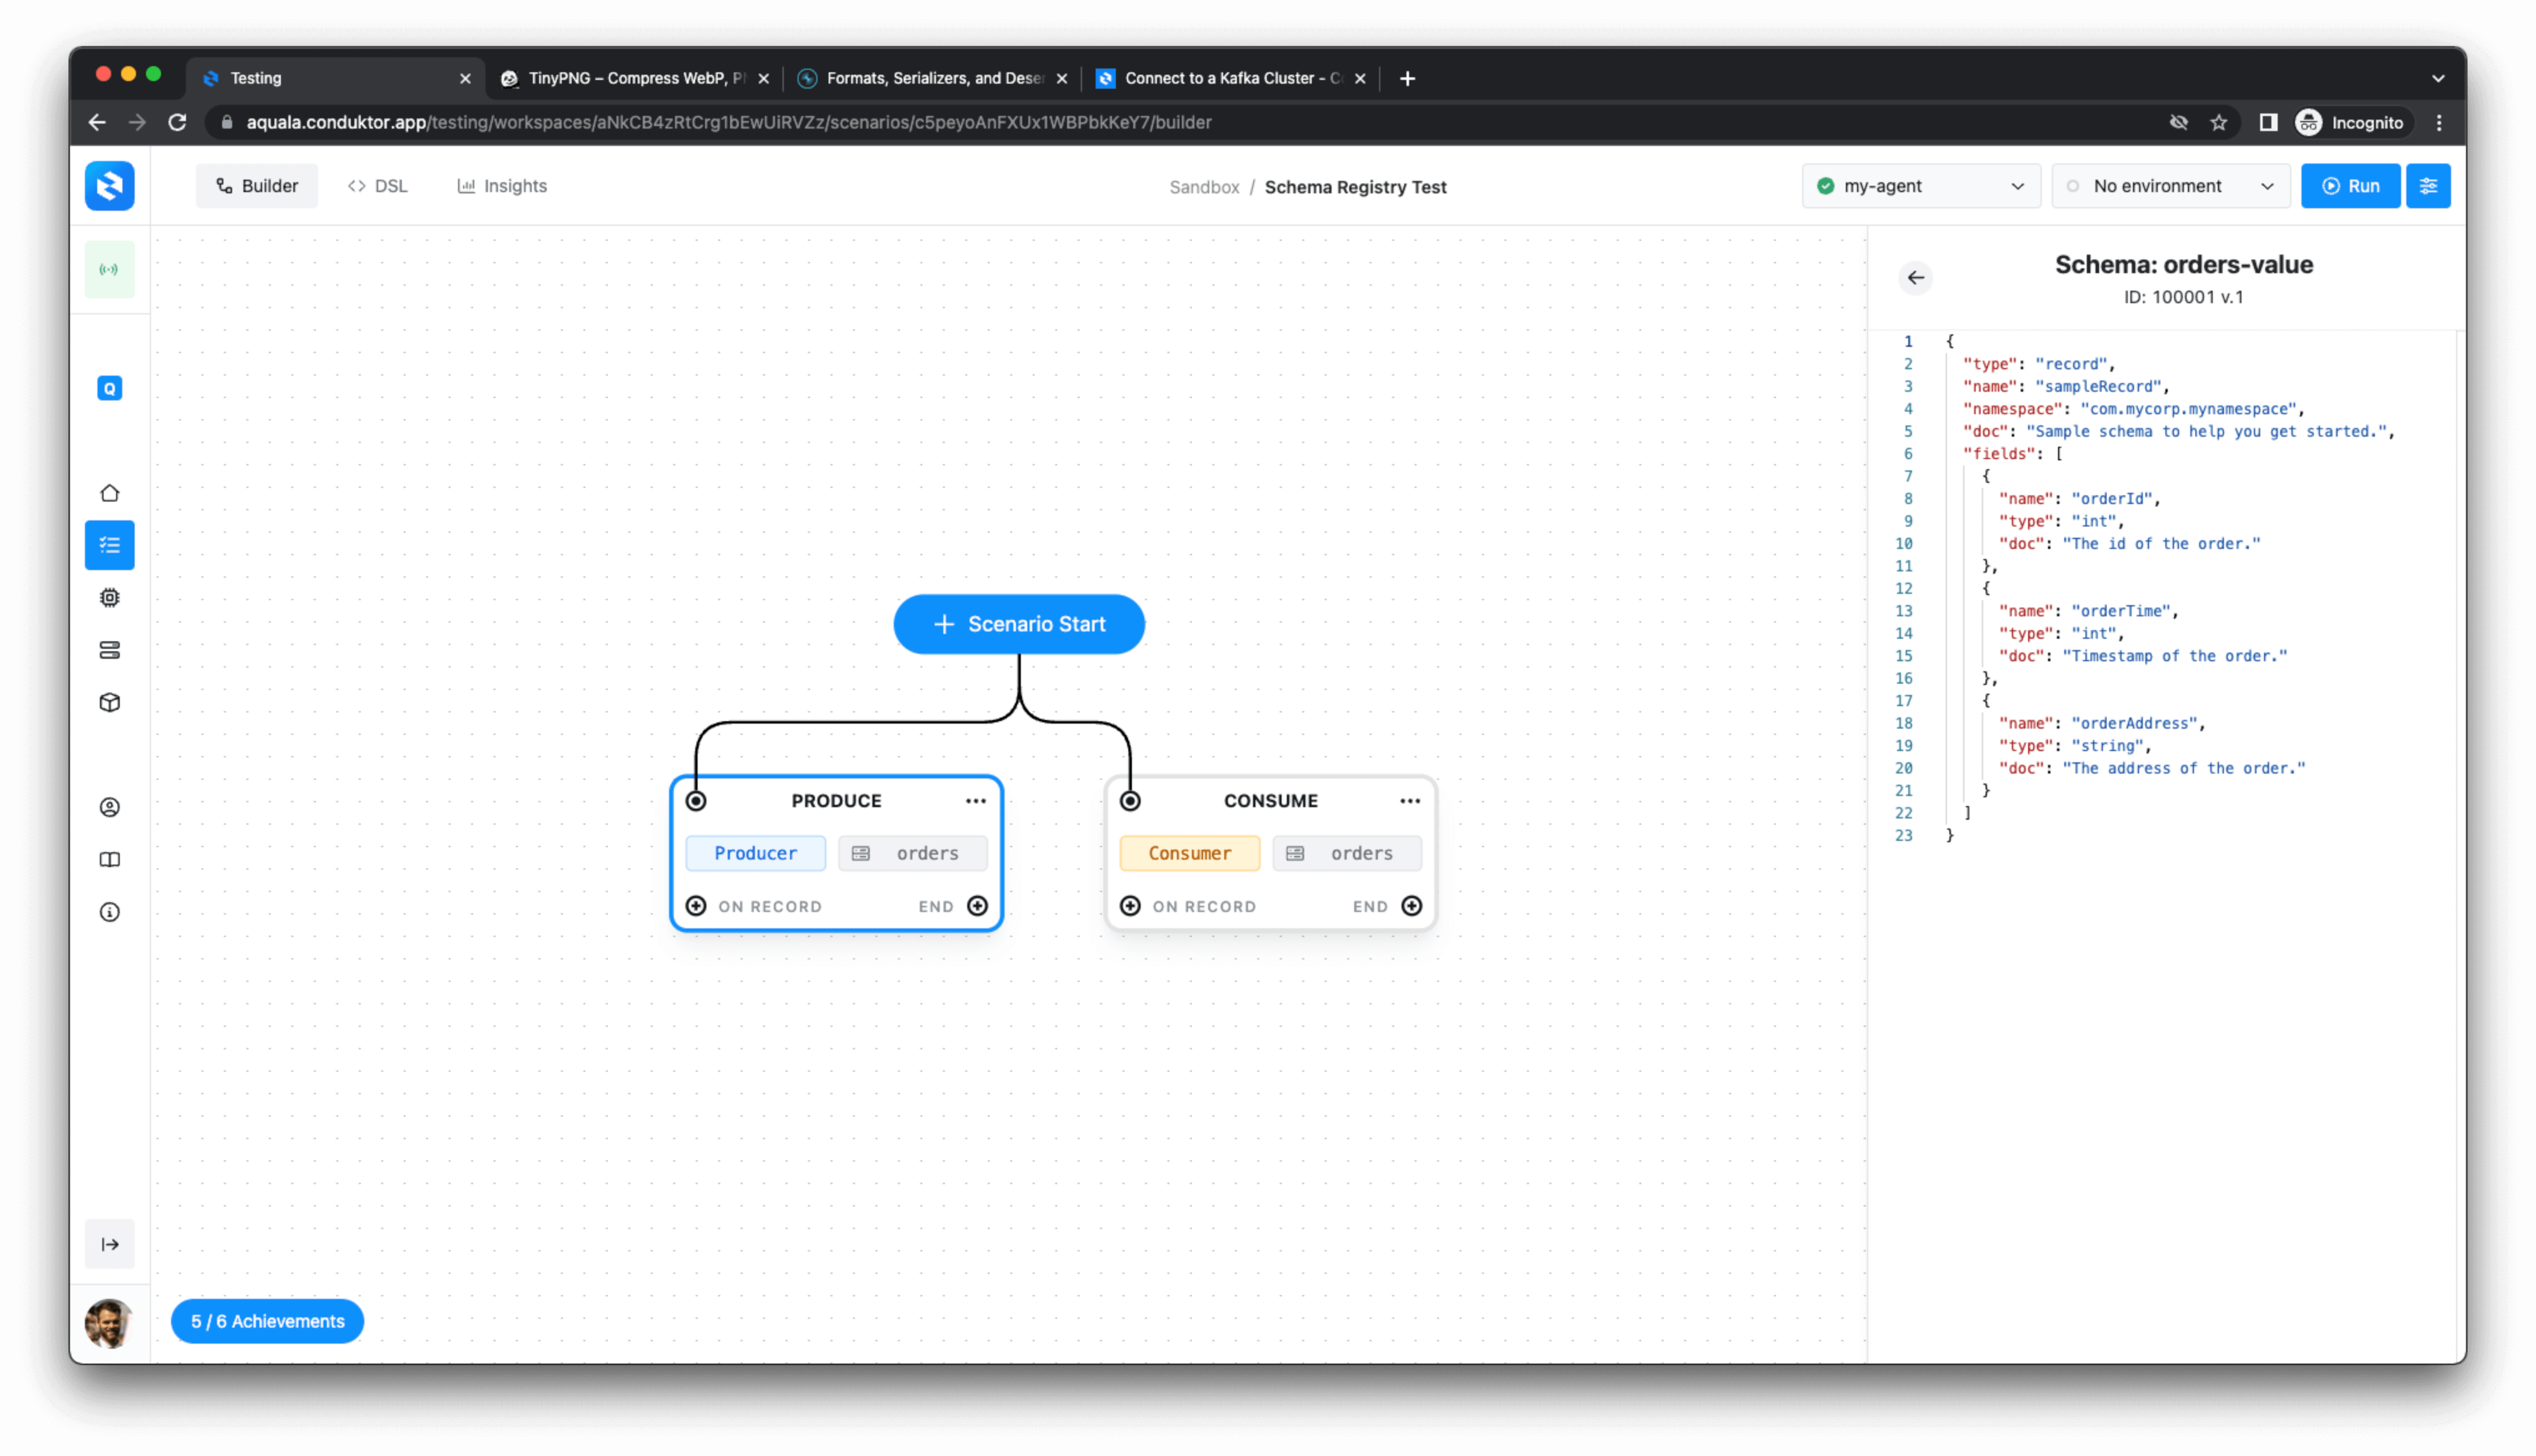 Testing
TinyPNG – Compress WebP, P
Formats, Serializers, and Dese
Connect to a Kafka Cluster - C
aquala.conduktor.app/testing/workspaces/aNkCB4zRtCrg1bEwUiRVZz/scenarios/c5peyoAnFXUx1WBPbkKeY7/builder
Incognito
Builder
DSL
Insights
Sandbox / Schema Registry Test
my-agent
No environment
Run
Q
Scenario Start
PRODUCE
Producer
orders
ON RECORD
END
CONSUME
Consumer
orders
ON RECORD
END
5 / 6 Achievements
Schema: orders-value
ID: 100001 v.1
1 {
2 "type": "record",
3 "name": "sampleRecord",
4 "namespace": "com.mycorp.mynamespace",
5 "doc": "Sample schema to help you get started.",
6 "fields": [
7 {
8 "name": "orderId",
9 "type": "int",
10 "doc": "The id of the order."
11 },
12 {
13 "name": "orderTime",
14 "type": "int",
15 "doc": "Timestamp of the order."
16 },
17 {
18 "name": "orderAddress",
19 "type": "string",
20 "doc": "The address of the order."
21 }
22 ]
23 }